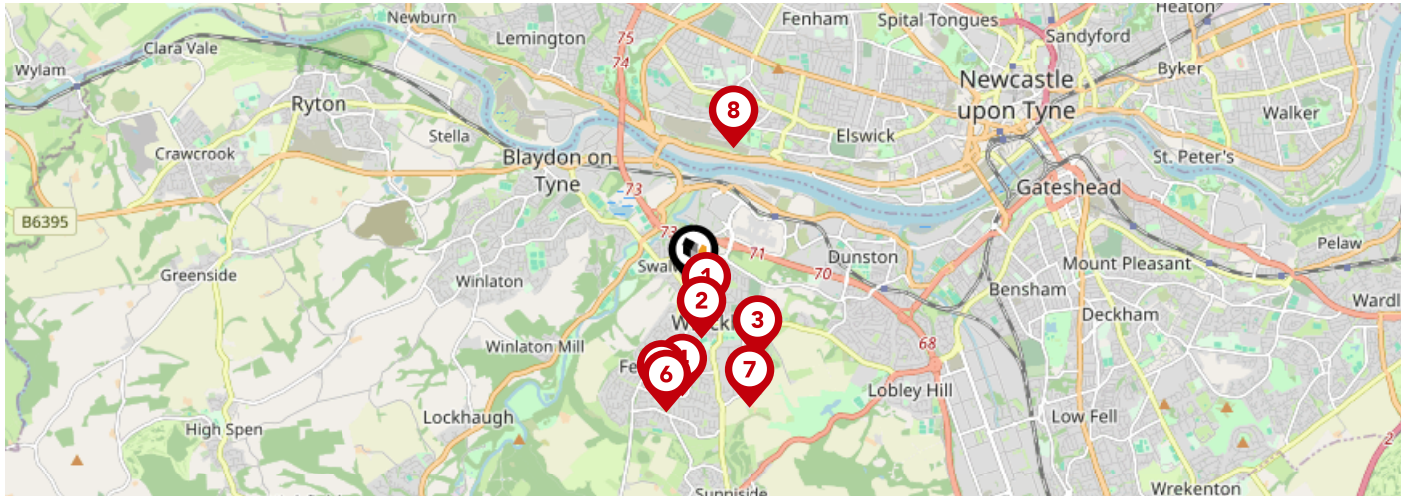 Newburn
Fenham
Spital Tongues
Heaton
Clara Vale
Lemington
75
74
Sandyford
Wylam
Newcastle
upon Tyne
Byker
Ryton
8
Walker
Stella
Elswick
Crawcrook
Blaydon on
Tyne
St. Peter's
73
Gateshead
B6395
Pelaw
71
70
Dunston
Mount Pleasant
Greenside
Winlaton
1
2
3
Bensham
Deckham
68
Winlaton Mill
6
7
Lobley Hill
Lockhaugh
Low Fell
High Spen
2
Sunniside
Wrekenton